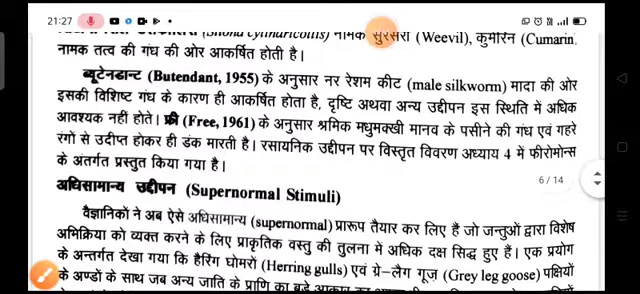 21:27
(Sitona cylindricollis) नामक सुरसरी (Weevil), कुमारिन (Cumarin)
नामक तत्व की गंध की ओर आकर्षित होती है।
ब्यूटेनडान्ट (Butendant, 1955) के अनुसार नर रेशम कीट (male silkworm) मादा की ओर
इसकी विशिष्ट गंध के कारण ही आकर्षित होता है, दृष्टि अथवा अन्य उद्दीपन इस स्थिति में अधिक
आवश्यक नहीं होते। फ्री (Free, 1961) के अनुसार श्रमिक मधुमक्खी मानव के पसीने की गंध एवं गहरे
रंगों से उदीप्त होकर ही डंक मारती है। रसायनिक उद्दीपन पर विस्तृत विवरण अध्याय 4 में फीरोमोन्स
के अंतर्गत प्रस्तुत किया गया है।
6 / 14
अधिसामान्य उद्दीपन (Supernormal Stimuli)
वैज्ञानिकों ने अब ऐसे अधिसामान्य (supernormal) प्रारूप तैयार कर लिए हैं जो जन्तुओं द्वारा विशेष
अभिक्रिया को व्यक्त करने के लिए प्राकृतिक वस्तु की तुलना में अधिक दक्ष सिद्ध हुए हैं। एक प्रयोग
के अन्तर्गत देखा गया कि हैरिंग घोमरों (Herring gulls) एवं ग्रे-लैग गूज (Grey leg goose) पक्षियों
के अण्डों के साथ जब अन्य जाति के प्राणि का बड़े आकार का